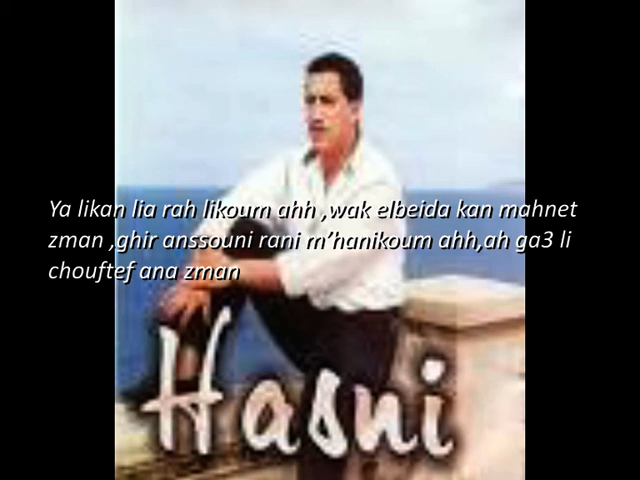 Ya likan lia rah likoum ahh ,wak elbeida kan mahnet
zman ,ghir anssouni rani m’hanikoum ahh,ah ga3 li
chouftef ana zman
Hasni